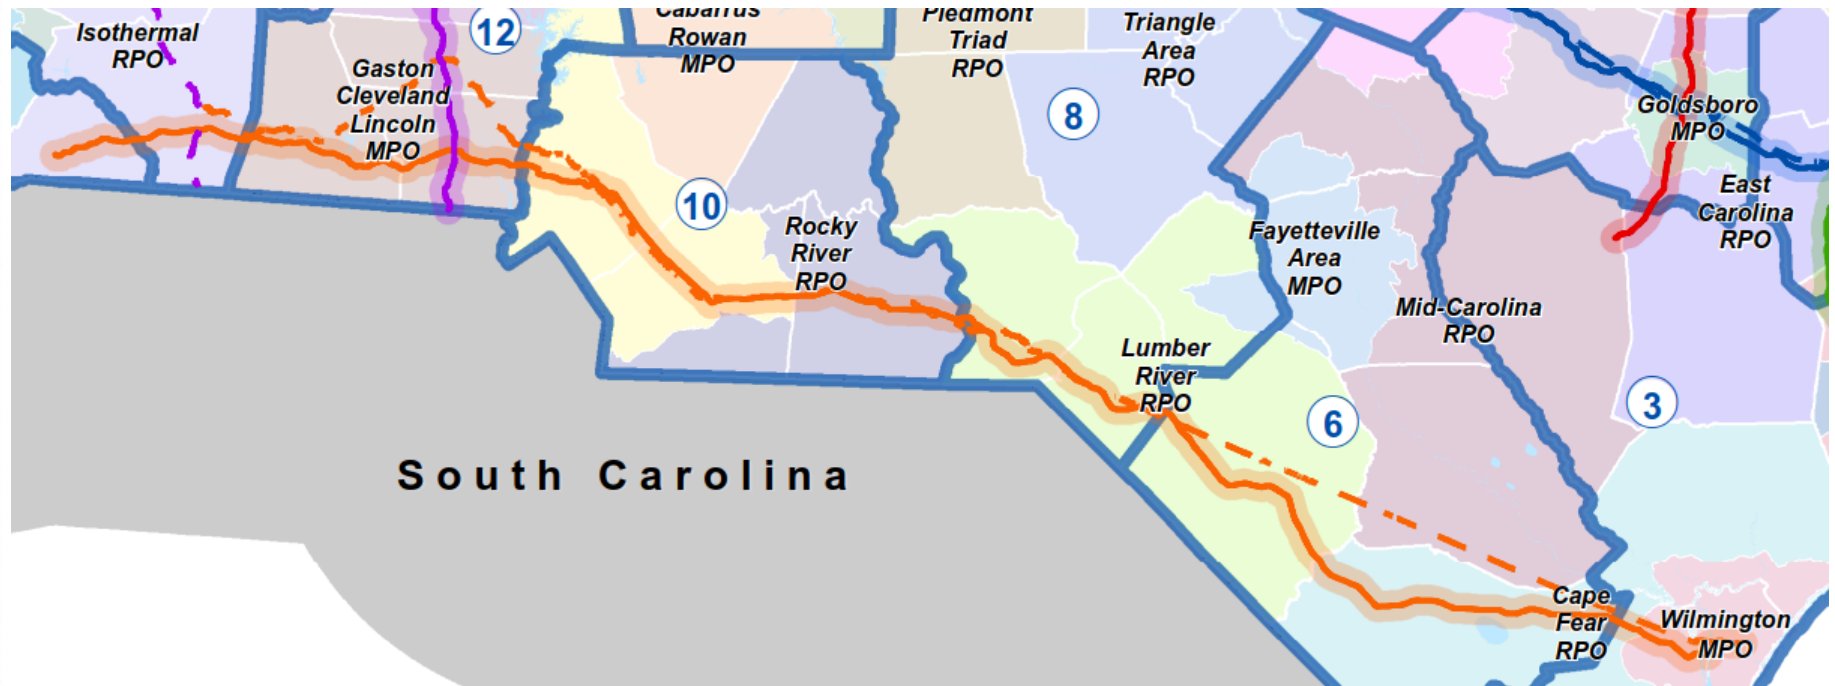 Isothermal
RPO
12
Gaston
Cleveland
Lincoln
MPO
Cabarrus
Rowan
MPO
Piedmont
Triad
RPO
Triangle
Area
RPO
8
Goldsboro
MPO
East
Carolina
RPO
10
Rocky
River
RPO
Fayetteville
Area
MPO
Mid-Carolina
RPO
Lumber
River
RPO
6
3
South Carolina
Cape
Fear
RPO
Wilmington
MPO